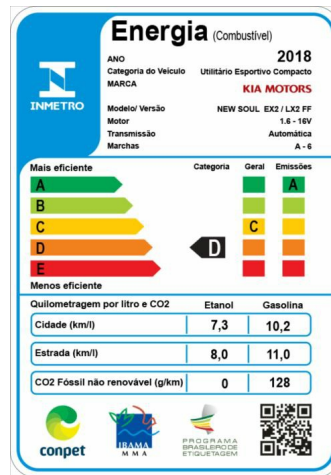 Energia (Combustível)
ANO 2018
Categoria do Veículo Utilitário Esportivo Compacto
MARCA KIA MOTORS
INMETRO
Modelo/ Versão NEW SOUL EX2 / LX2 FF
Motor 1.6 - 16V
Transmissão Automática
Marchas A - 6
Mais eficiente Categoria Geral Emissões
A A
B
C C
D D
E
Menos eficiente
Quilometragem por litro e CO2 Etanol Gasolina
Cidade (km/l) 7,3 10,2
Estrada (km/l) 8,0 11,0
CO2 Fóssil não renovável (g/km) 0 128
conpet
IBAMA
M M A
PROGRAMA
BRASILEIRO DE
ETIQUETAGEM